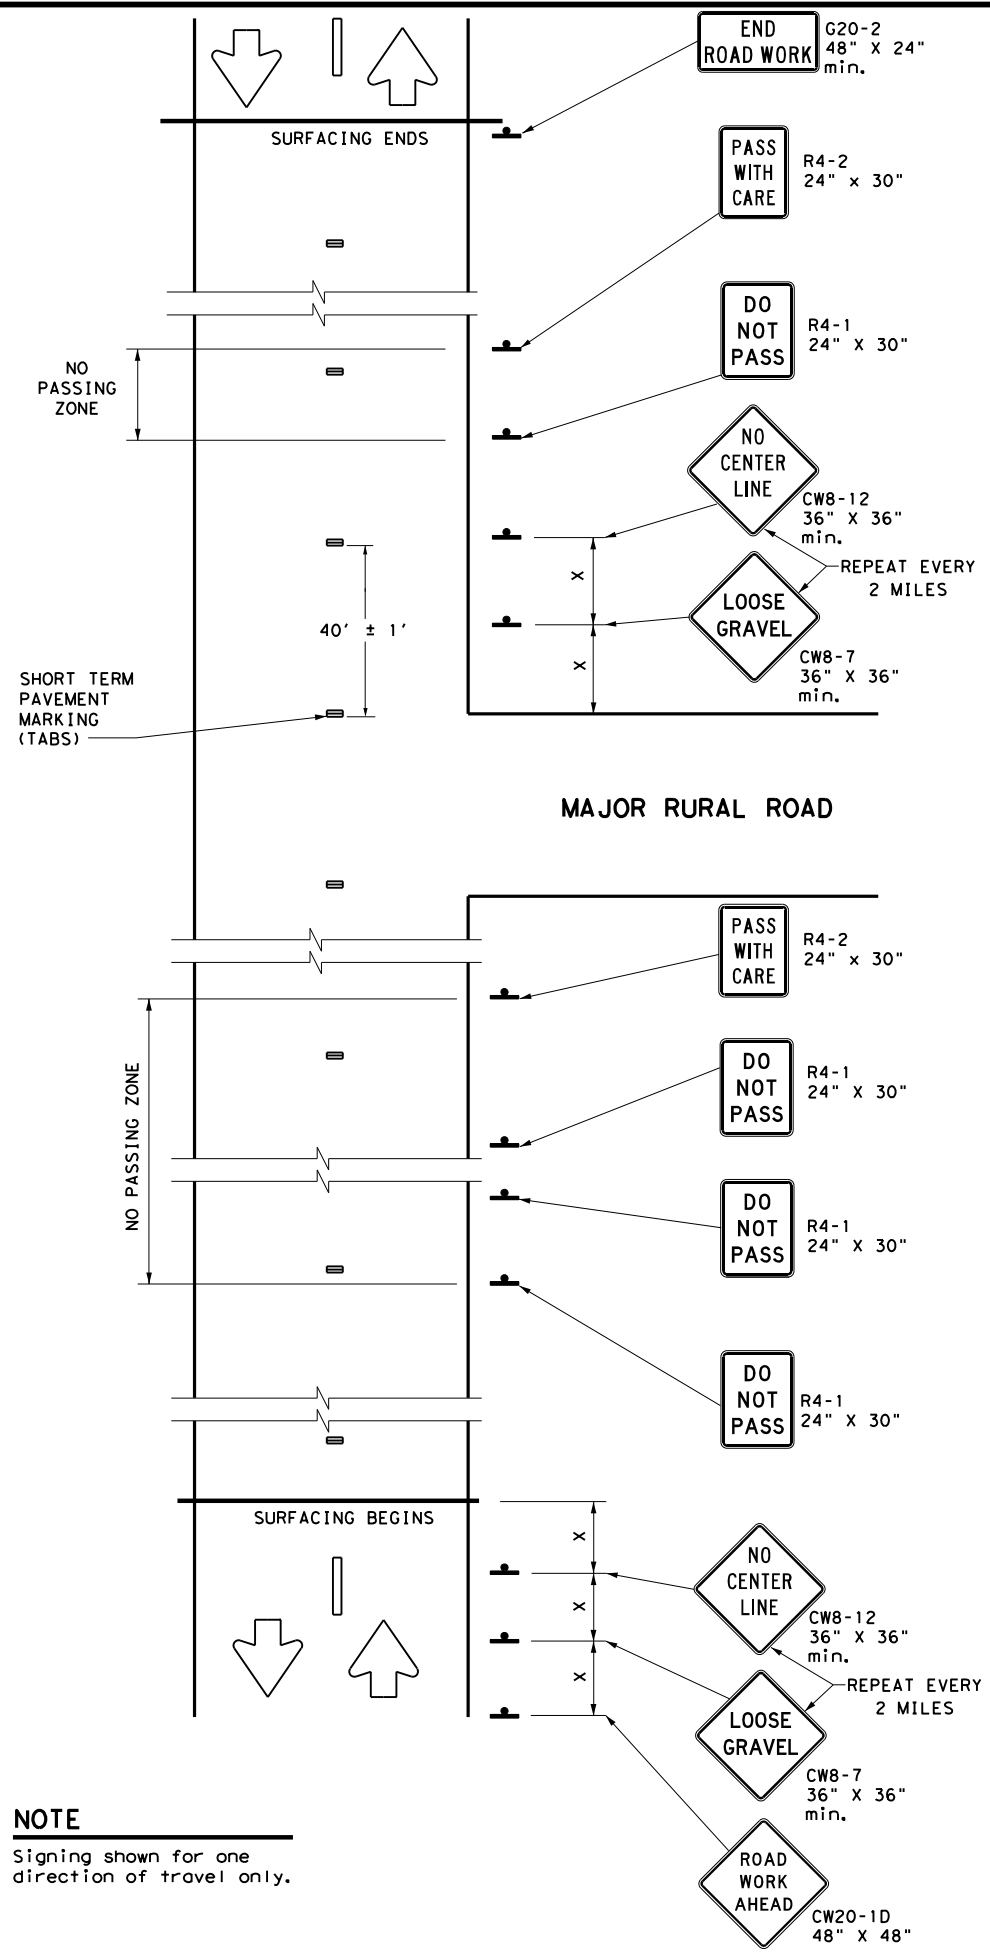 END
ROAD WORK
G20-2
48" X 24"
min.
SURFACING ENDS
PASS
WITH
CARE
R4-2
24" x 30"
DO
NOT
PASS
R4-1
24" X 30"
NO
PASSING
ZONE
NO
CENTER
LINE
CW8-12
36" X 36"
min.
X
REPEAT EVERY
2 MILES
LOOSE
GRAVEL
40' ± 1'
X
CW8-7
36" X 36"
min.
SHORT TERM
PAVEMENT
MARKING
(TABS)
MAJOR RURAL ROAD
PASS
WITH
CARE
R4-2
24" x 30"
NO PASSING ZONE
DO
NOT
PASS
R4-1
24" X 30"
DO
NOT
PASS
R4-1
24" X 30"
DO
NOT
PASS
R4-1
24" X 30"
SURFACING BEGINS
X
NO
CENTER
LINE
X
CW8-12
36" X 36"
min.
X
REPEAT EVERY
2 MILES
LOOSE
GRAVEL
CW8-7
36" X 36"
min.
NOTE
Signing shown for one
direction of travel only.
ROAD
WORK
AHEAD
CW20-1D
48" X 48"